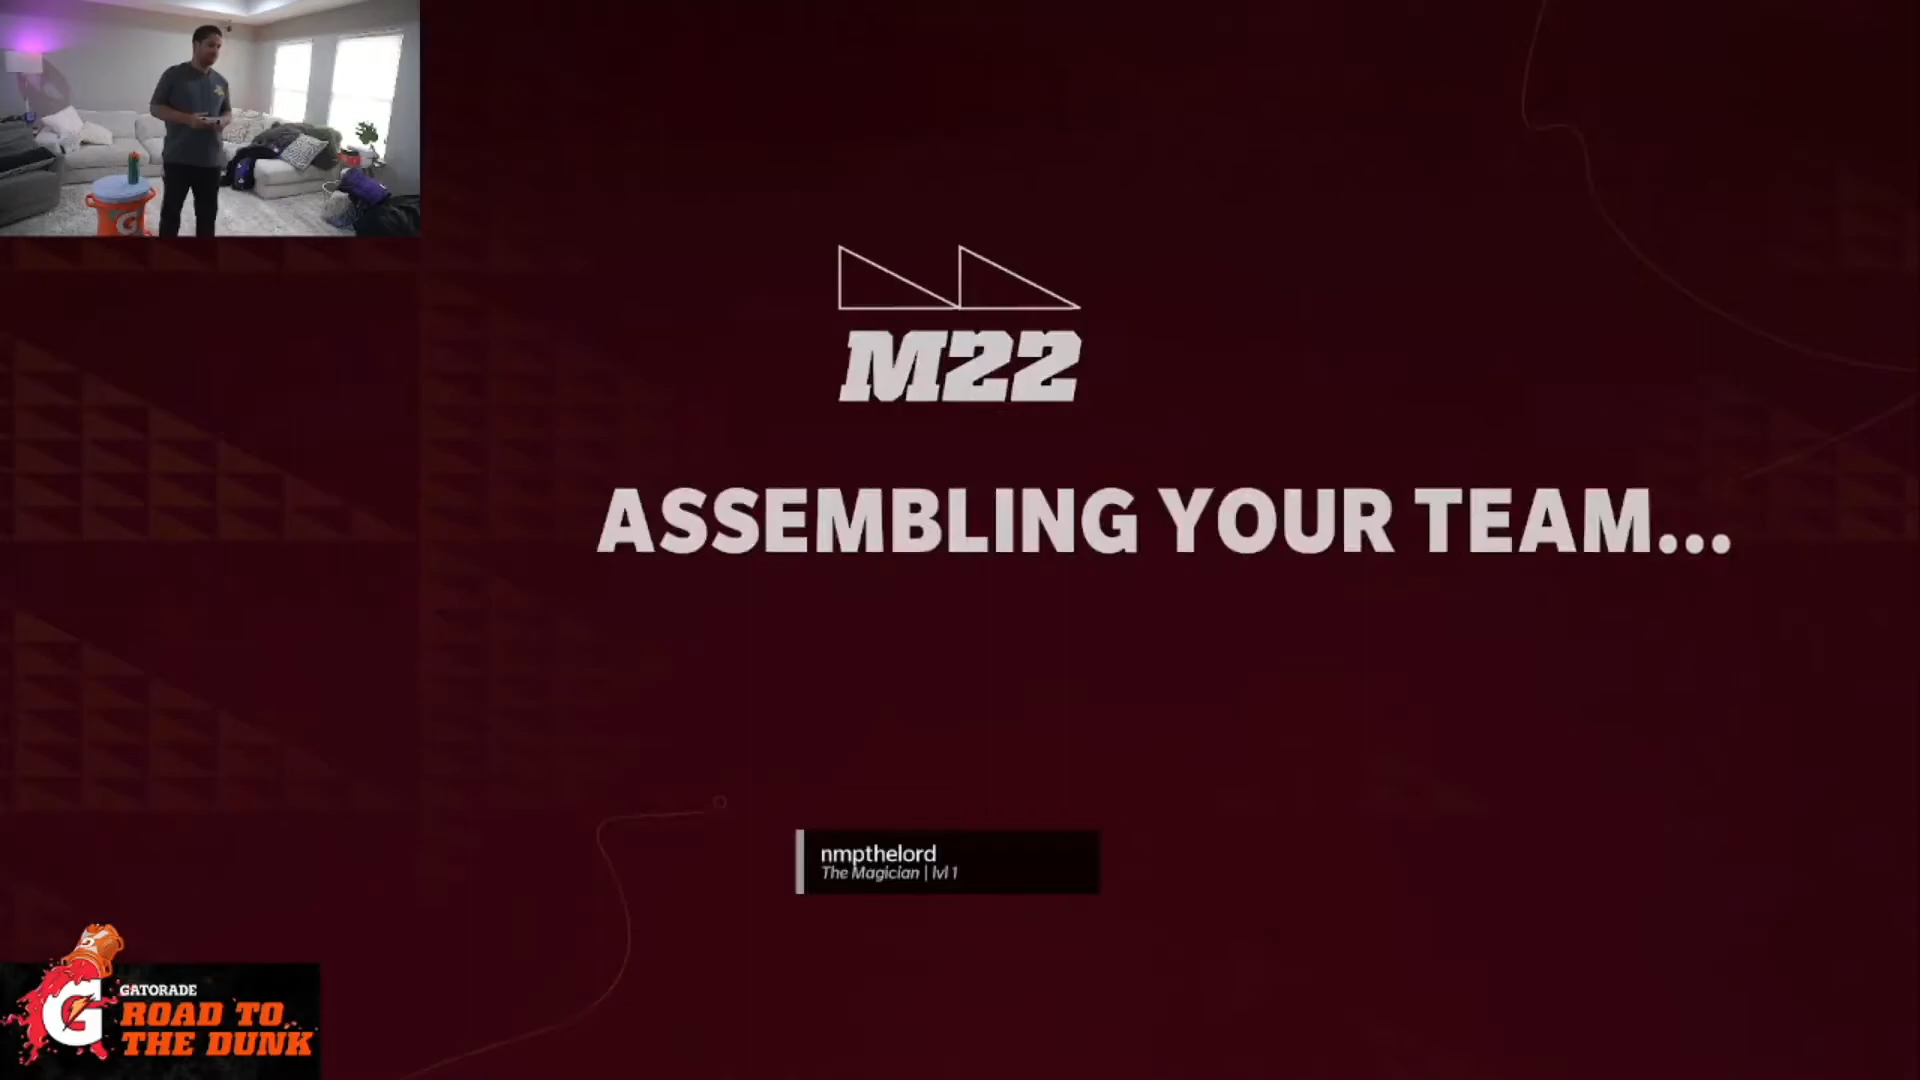 M22
ASSEMBLING YOUR TEAM...
nmpthelord
The Magician | lvl 1
G
G
GATORADE
ROAD TO
THE DUNK